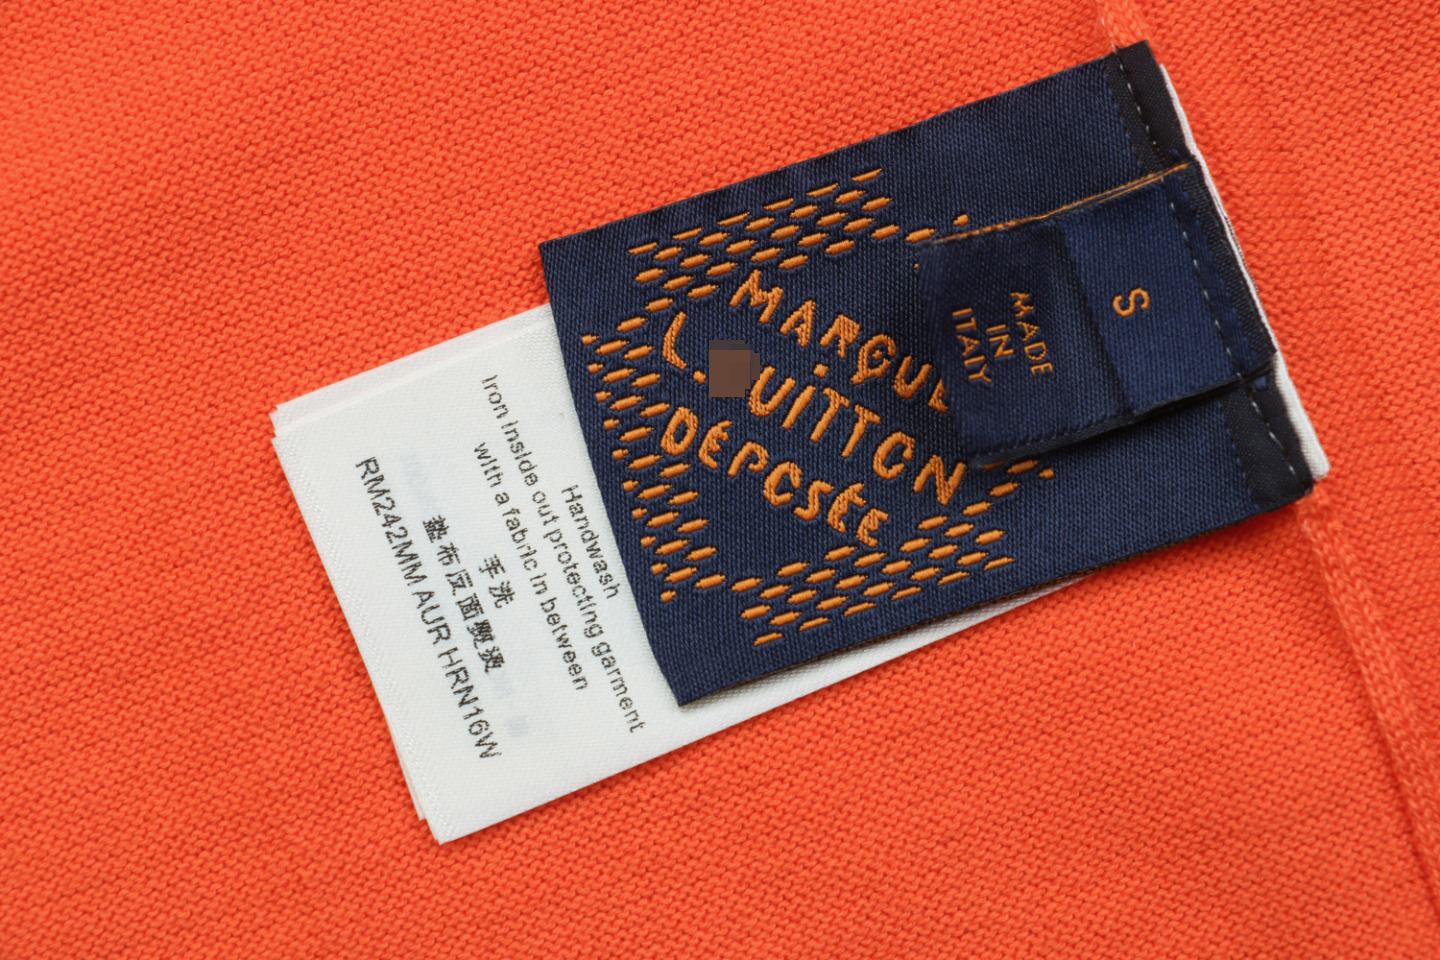 MARQUE
L. UITTON
DÉPOSÉE
MADE
IN
ITALY
S
Handwash
Iron inside out protecting garment
with a fabric in between
手洗
垫布反面熨烫
RM242MM AUR HRN16W